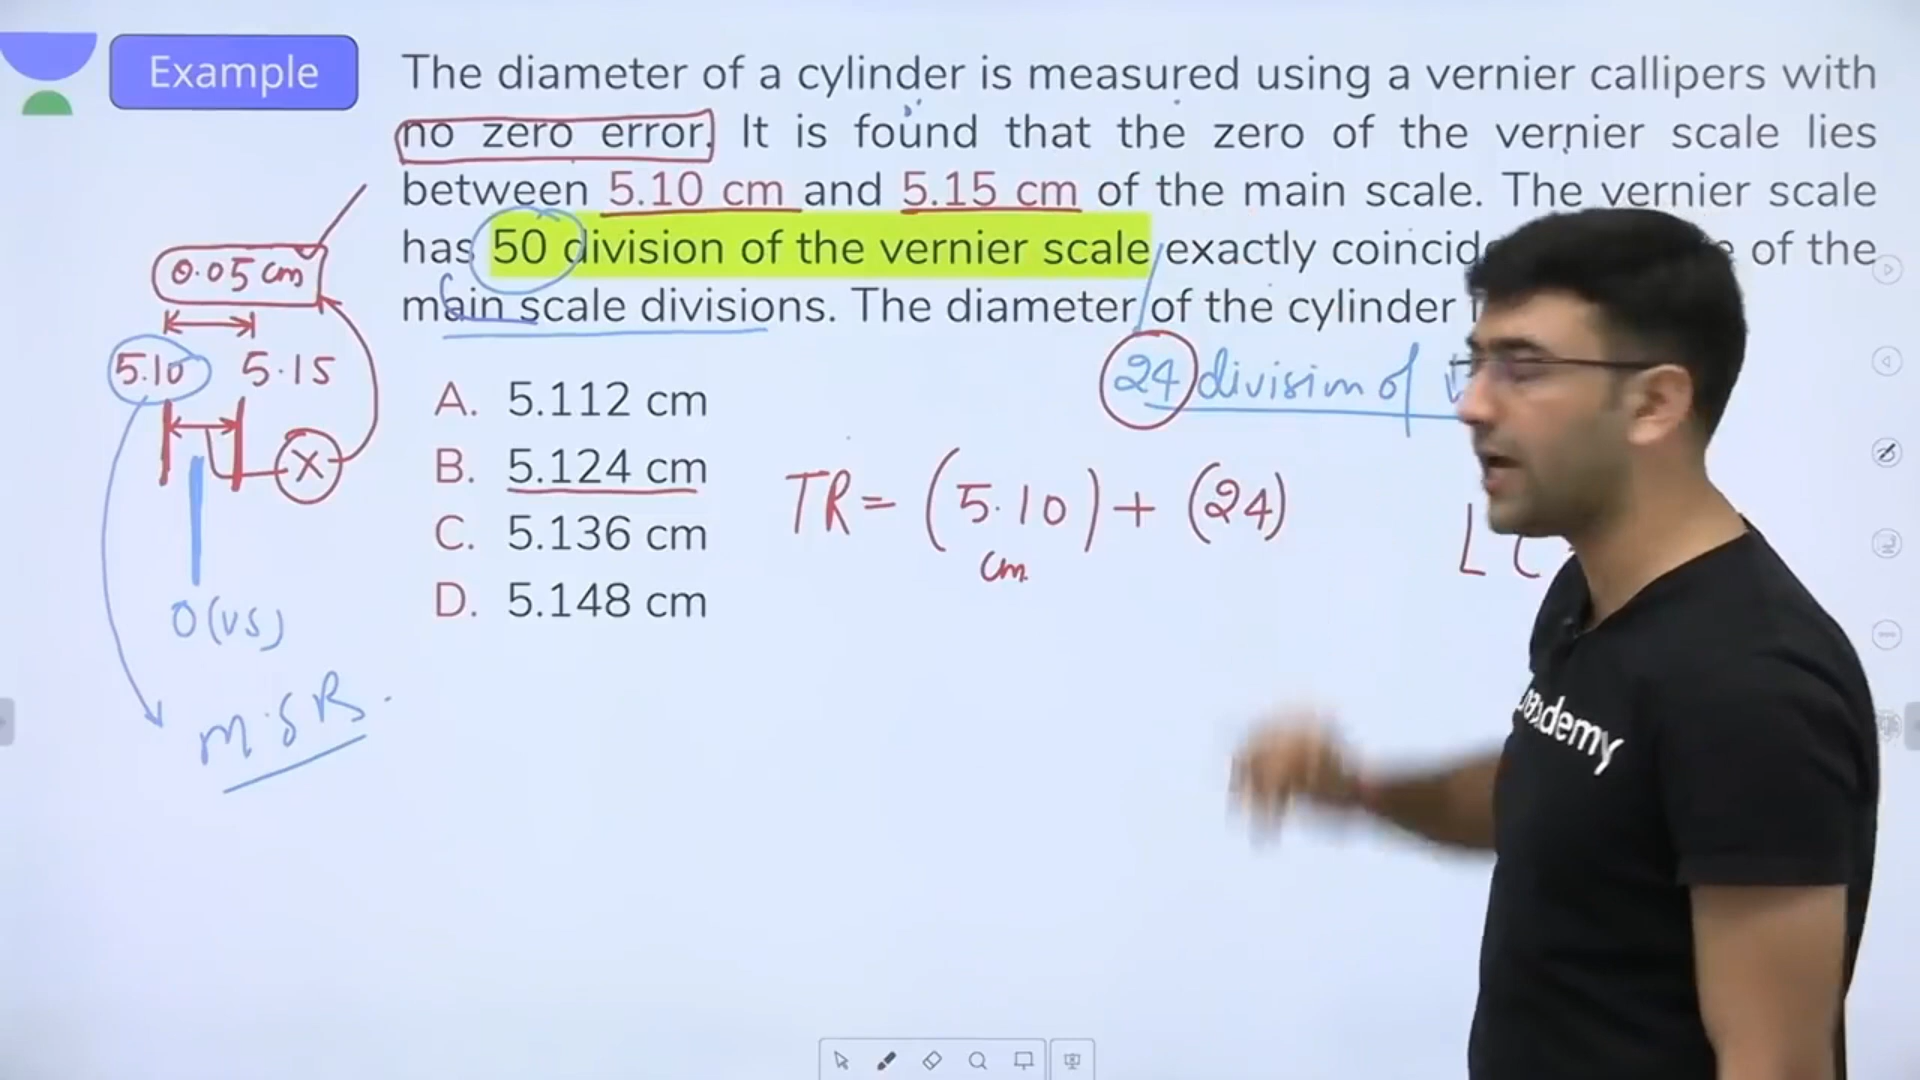 Example
The diameter of a cylinder is measured using a vernier callipers with
no zero error. It is found that the zero of the vernier scale lies
between 5.10 cm and 5.15 cm of the main scale. The vernier scale
has 50 division of the vernier scale exactly of the
main scale divisions. The diameter of the cylinder
0.05 cm
5.10 5.15
X
0(vs)
M.S R.
A. 5.112 cm
B. 5.124 cm
C. 5.136 cm
D. 5.148 cm
24 division of
TR = (5.10) + (24)
cm
L C